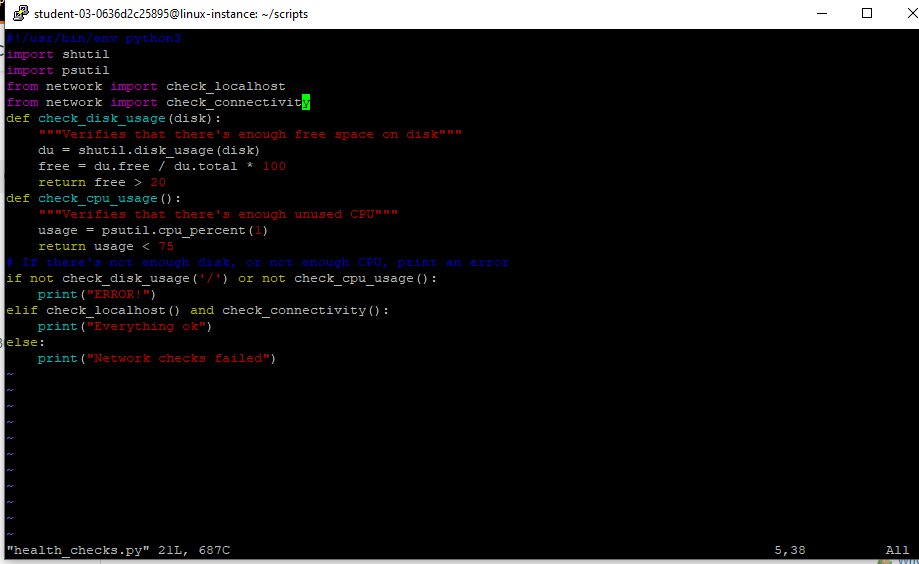 student-03-0636d2c25895@linux-instance: ~/scripts
#!/usr/bin/env python3
import shutil
import psutil
from network import check_localhost
from network import check_connectivity
def check_disk_usage(disk):
    """Verifies that there's enough free space on disk"""
    du = shutil.disk_usage(disk)
    free = du.free / du.total * 100
    return free > 20
def check_cpu_usage():
    """Verifies that there's enough unused CPU"""
    usage = psutil.cpu_percent(1)
    return usage < 75
# If there's not enough disk, or not enough CPU, print an error
if not check_disk_usage('/') or not check_cpu_usage():
    print("ERROR!")
elif check_localhost() and check_connectivity():
    print("Everything ok")
else:
    print("Network checks failed")
~
~
~
~
~
~
~
~
~
~
~
"health_checks.py" 21L, 687C 5,38 All